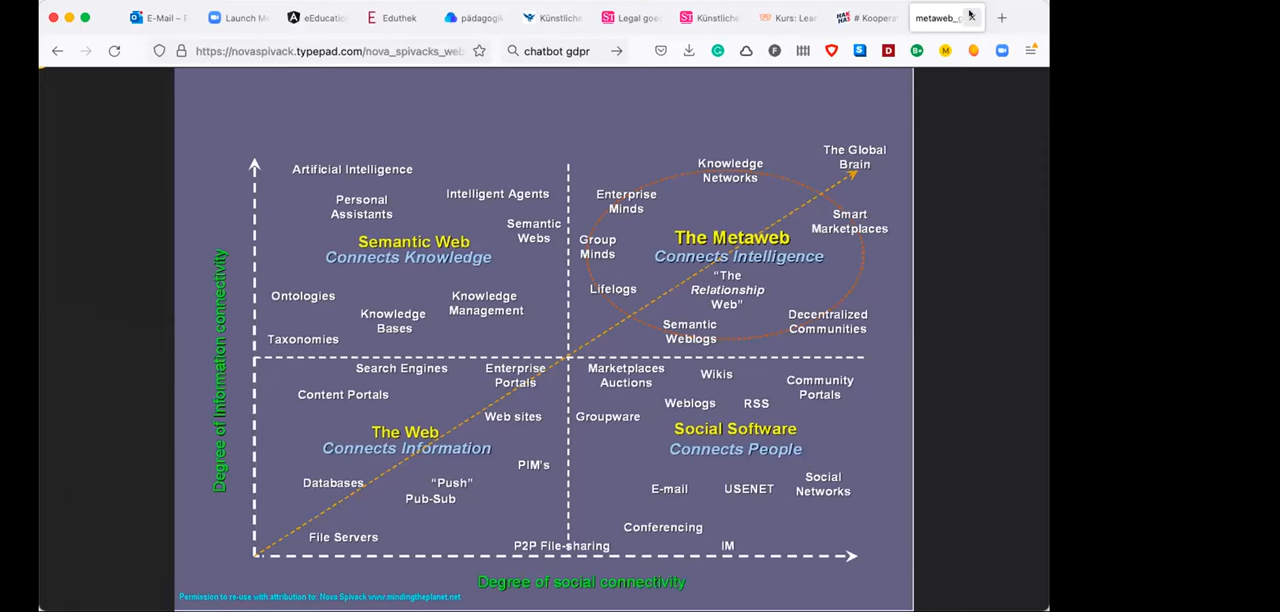 E-Mail – P
Launch Me
eEducatio
Eduthek
pädagogik
Künstliche
Legal goe
Künstliche
Kurs: Lear
# Koopera
metaweb_g
https://novaspivack.typepad.com/nova_spivacks_web
chatbot gdpr
Artificial Intelligence
Personal
Assistants
Intelligent Agents
Semantic
Webs
Semantic Web
Connects Knowledge
Ontologies
Knowledge
Bases
Knowledge
Management
Taxonomies
Knowledge
Networks
The Global
Brain
Enterprise
Minds
Smart
Marketplaces
Group
Minds
The Metaweb
Connects Intelligence
"The
Relationship
Web"
Lifelogs
Semantic
Weblogs
Decentralized
Communities
Search Engines
Enterprise
Portals
Content Portals
Web sites
The Web
Connects Information
PIM's
Databases
"Push"
Pub-Sub
File Servers
P2P File-sharing
Marketplaces
Auctions
Wikis
Community
Portals
Weblogs
RSS
Groupware
Social Software
Connects People
E-mail
USENET
Social
Networks
Conferencing
IM
Degree of Information connectivity
Degree of social connectivity
Permission to re-use with attribution to: Nova Spivack www.mindingtheplanet.net